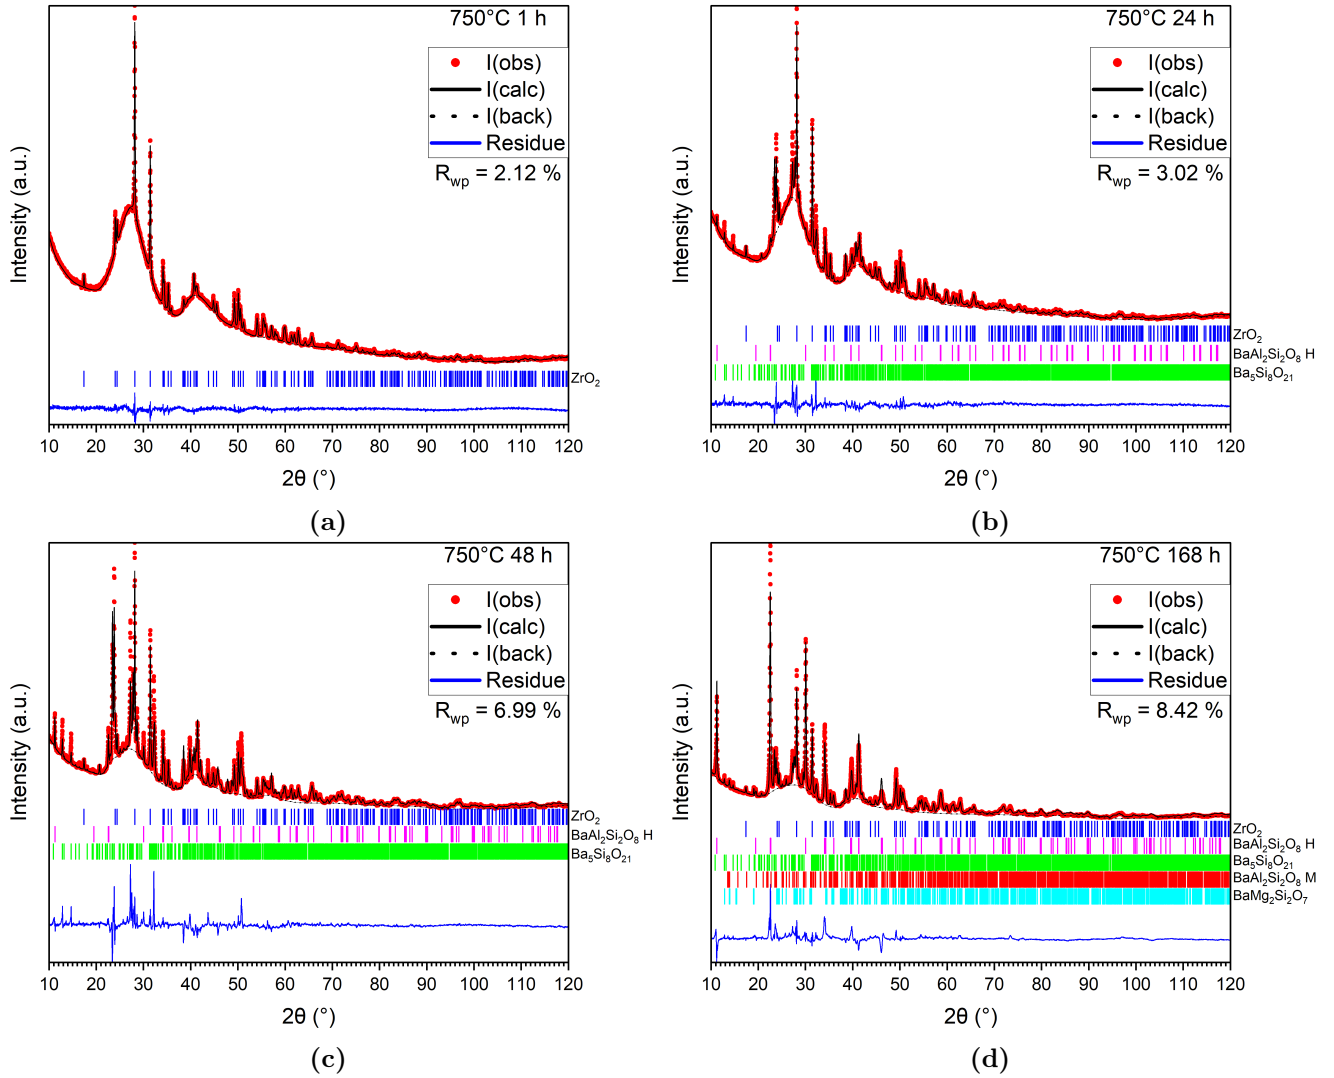 750°C 1 h
I(obs)
I(calc)
I(back)
Residue
R_wp = 2.12 %
Intensity (a.u.)
ZrO₂
10 20 30 40 50 60 70 80 90 100 110 120
2θ (°)
(a)
750°C 24 h
I(obs)
I(calc)
I(back)
Residue
R_wp = 3.02 %
Intensity (a.u.)
ZrO₂
BaAl₂Si₂O₈ H
Ba₅Si₈O₂₁
10 20 30 40 50 60 70 80 90 100 110 120
2θ (°)
(b)
750°C 48 h
I(obs)
I(calc)
I(back)
Residue
R_wp = 6.99 %
Intensity (a.u.)
ZrO₂
BaAl₂Si₂O₈ H
Ba₅Si₈O₂₁
10 20 30 40 50 60 70 80 90 100 110 120
2θ (°)
(c)
750°C 168 h
I(obs)
I(calc)
I(back)
Residue
R_wp = 8.42 %
Intensity (a.u.)
ZrO₂
BaAl₂Si₂O₈ H
Ba₅Si₈O₂₁
BaAl₂Si₂O₈ M
BaMg₂Si₂O₇
10 20 30 40 50 60 70 80 90 100 110 120
2θ (°)
(d)